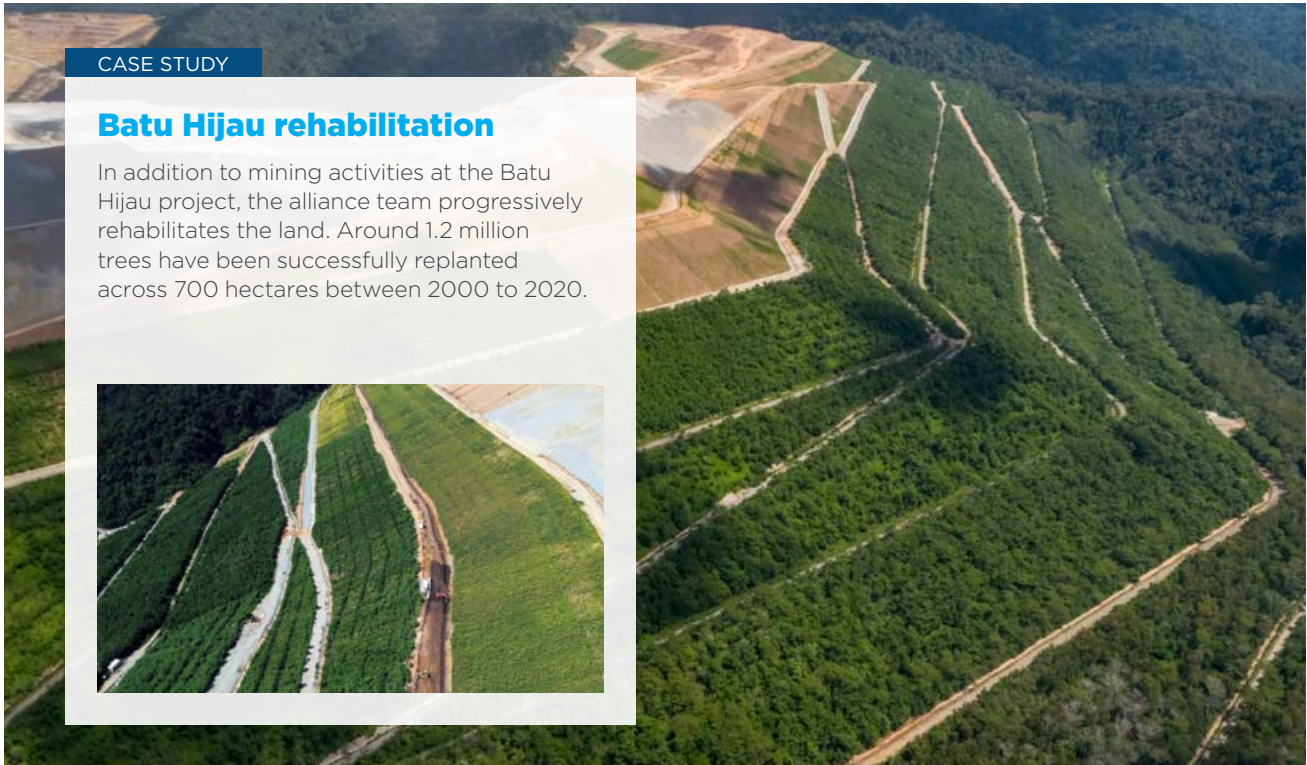 CASE STUDY
Batu Hijau rehabilitation
In addition to mining activities at the Batu
Hijau project, the alliance team progressively
rehabilitates the land. Around 1.2 million
trees have been successfully replanted
across 700 hectares between 2000 to 2020.